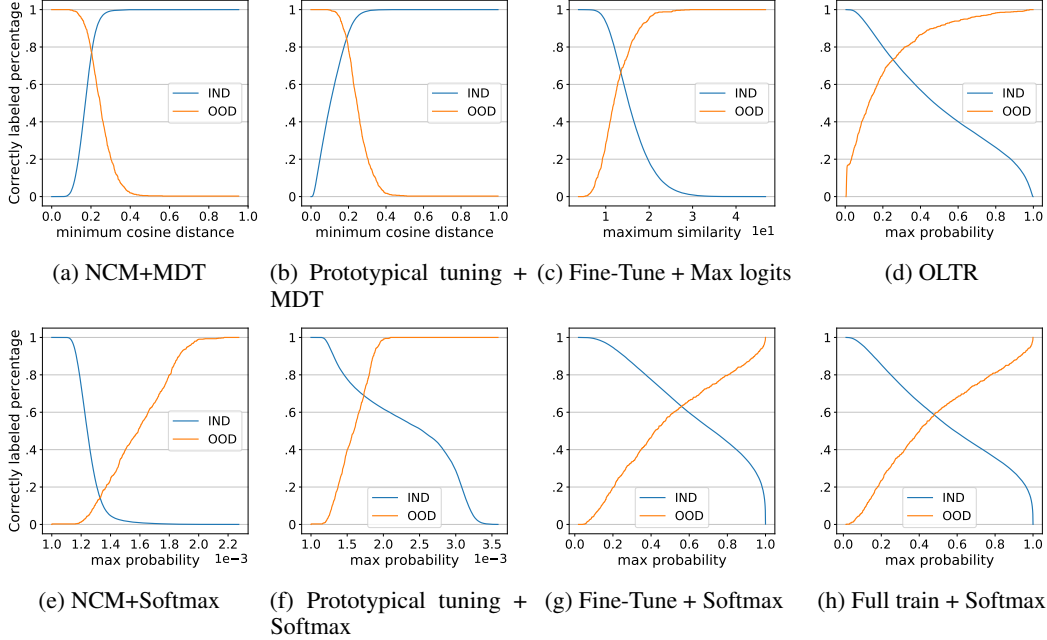 Correctly labeled percentage
1
.8
.6
.4
.2
0
IND
OOD
0.0 0.2 0.4 0.6 0.8 1.0
minimum cosine distance
(a) NCM+MDT
1
.8
.6
.4
.2
0
IND
OOD
0.0 0.2 0.4 0.6 0.8 1.0
minimum cosine distance
(b) Prototypical tuning +
MDT
1
.8
.6
.4
.2
0
IND
OOD
1 2 3 4
maximum similarity 1e1
(c) Fine-Tune + Max logits
1
.8
.6
.4
.2
0
IND
OOD
0.0 0.2 0.4 0.6 0.8 1.0
max probability
(d) OLTR
Correctly labeled percentage
1
.8
.6
.4
.2
0
IND
OOD
1.0 1.4 1.8 2.0 2.2
max probability 1e−3
(e) NCM+Softmax
1
.8
.6
.4
.2
0
IND
OOD
1.0 1.5 2.0 2.5 3.0 3.5
max probability 1e−3
(f) Prototypical tuning +
Softmax
1
.8
.6
.4
.2
0
IND
OOD
0.0 0.2 0.4 0.6 0.8 1.0
max probability
(g) Fine-Tune + Softmax
1
.8
.6
.4
.2
0
IND
OOD
0.0 0.2 0.4 0.6 0.8 1.0
max probability
(h) Full train + Softmax